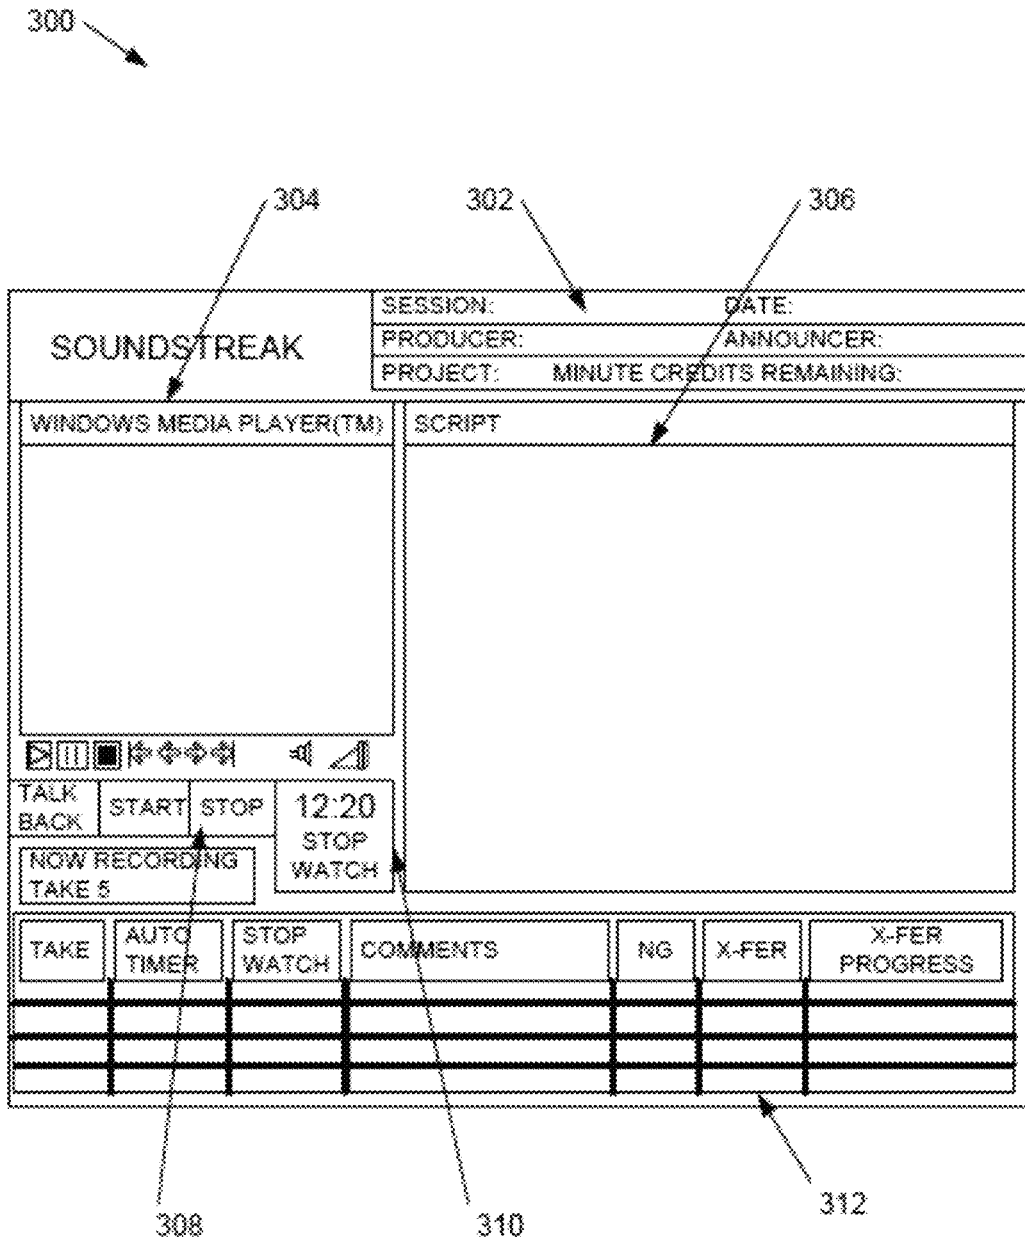 300
304 302 306
SOUNDSTREAK
SESSION: DATE:
PRODUCER: ANNOUNCER:
PROJECT: MINUTE CREDITS REMAINING:
WINDOWS MEDIA PLAYER(TM)
SCRIPT
TALK
BACK
START
STOP
12:20
STOP
WATCH
NOW RECORDING
TAKE 5
TAKE
AUTO
TIMER
STOP
WATCH
COMMENTS
NG
X-FER
X-FER
PROGRESS
308 310 312